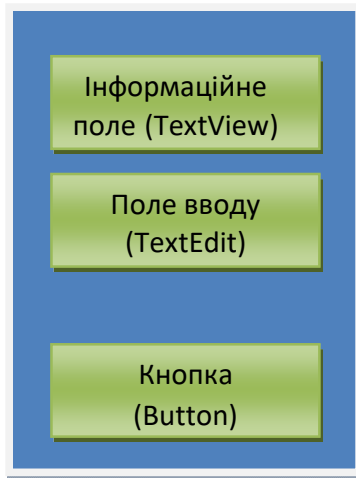 Інформаційне
поле (TextView)
Поле вводу
(TextEdit)
Кнопка
(Button)